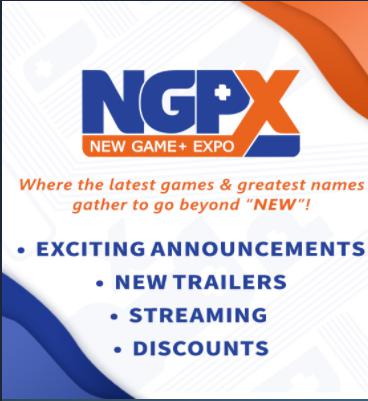 NGPX
NEW GAME+ EXPO
Where the latest games & greatest names
gather to go beyond "NEW"!
• EXCITING ANNOUNCEMENTS
• NEW TRAILERS
• STREAMING
• DISCOUNTS